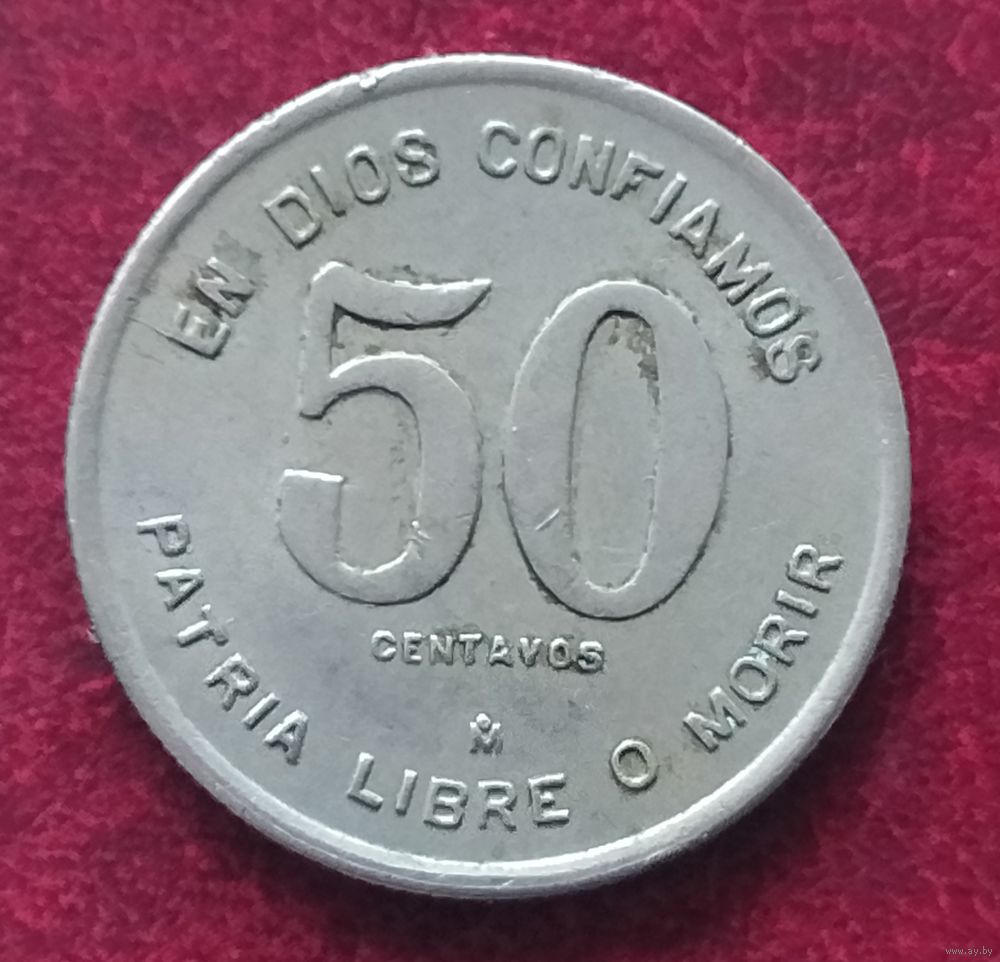 EN DIOS CONFIAMOS
50
CENTAVOS
M̊
PATRIA LIBRE O MORIR
www.ay.by